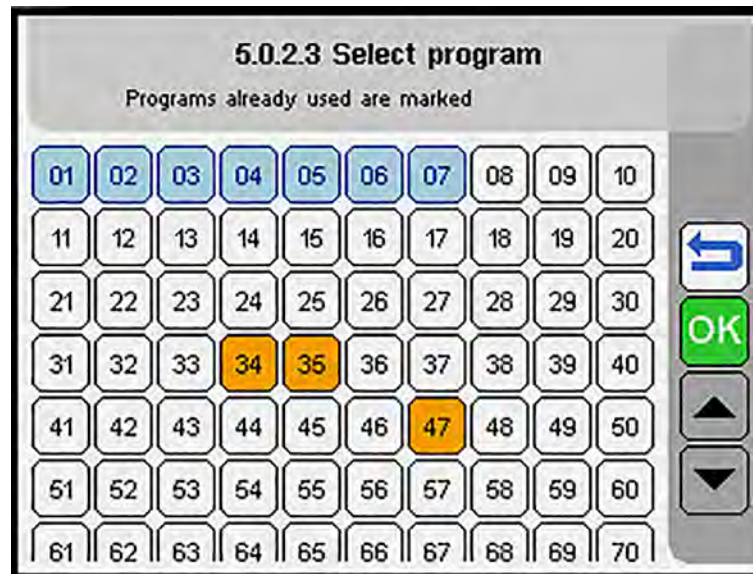 5.0.2.3 Select program
Programs already used are marked
01 02 03 04 05 06 07 08 09 10
11 12 13 14 15 16 17 18 19 20
21 22 23 24 25 26 27 28 29 30
OK
31 32 33 34 35 36 37 38 39 40
41 42 43 44 45 46 47 48 49 50
51 52 53 54 55 56 57 58 59 60
61 62 63 64 65 66 67 68 69 70